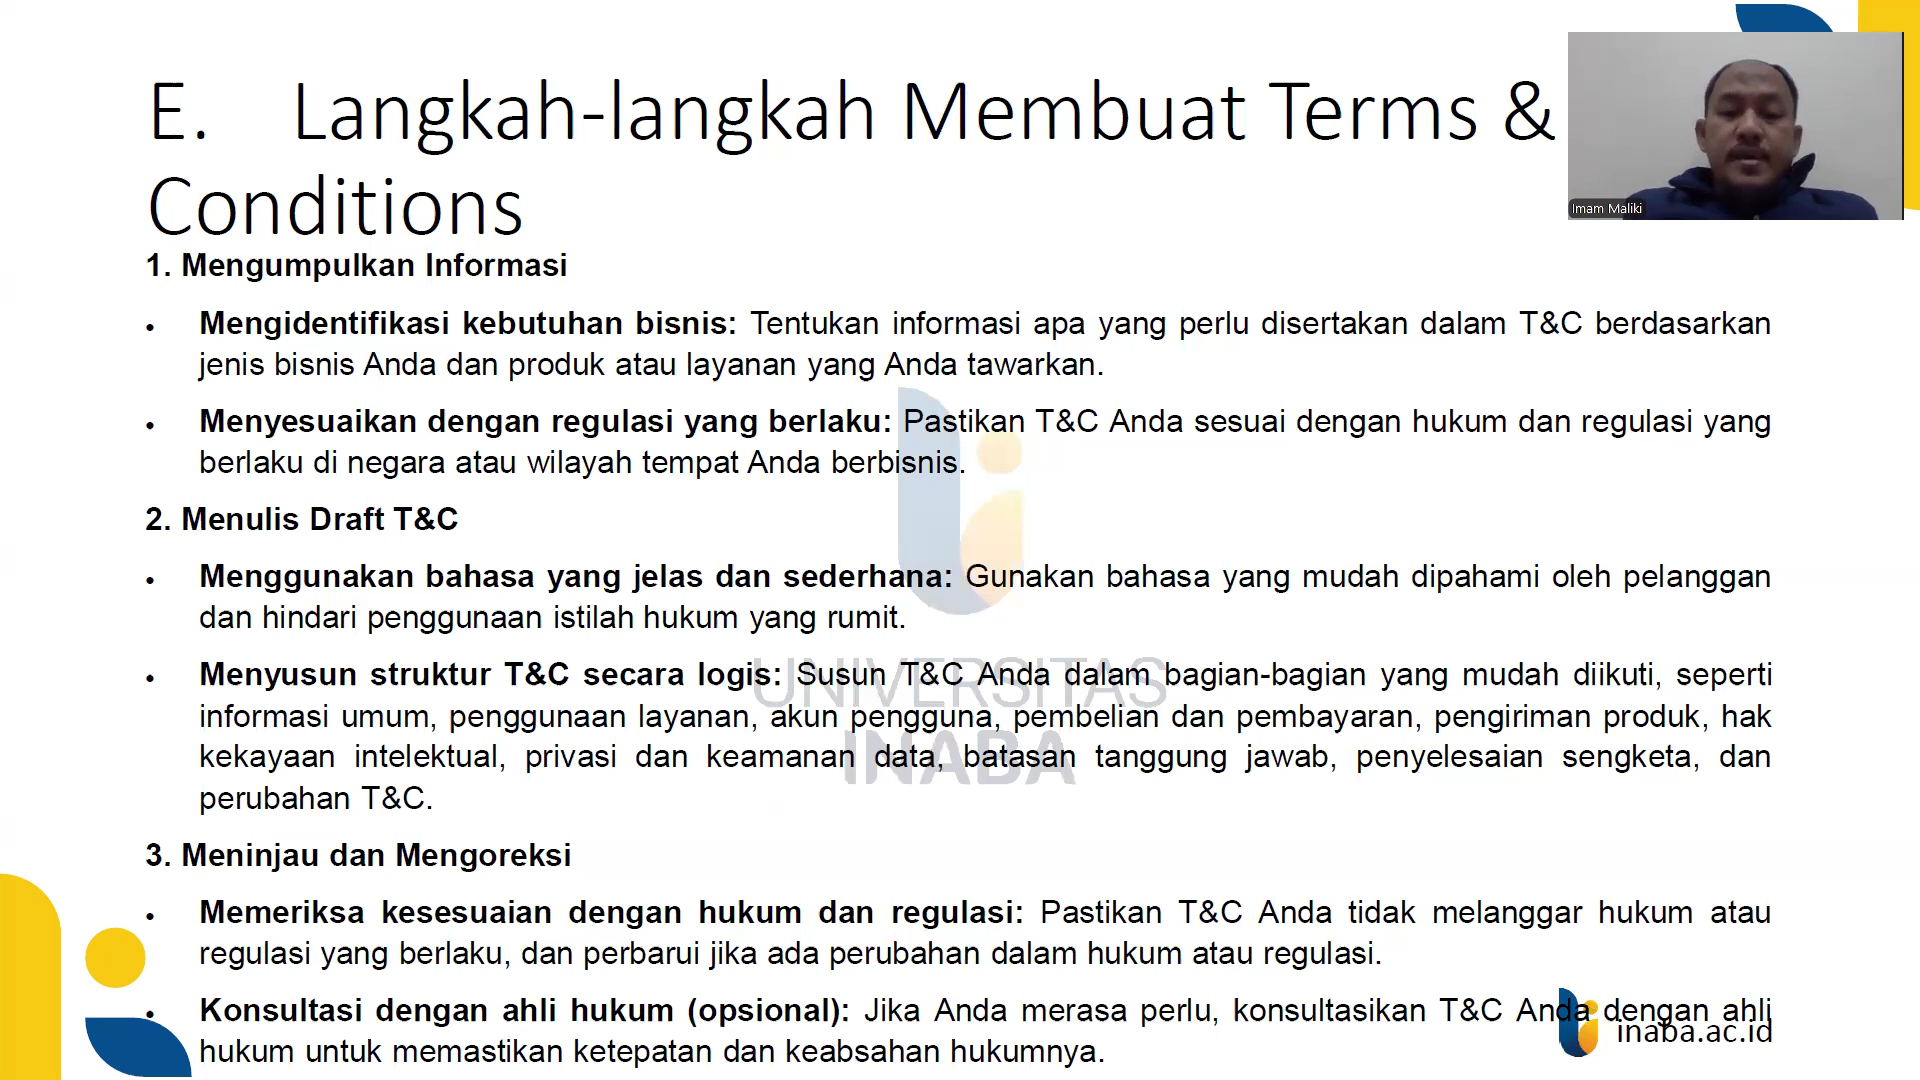 E. Langkah-langkah Membuat Terms &
Conditions
Imam Maliki
1. Mengumpulkan Informasi
• Mengidentifikasi kebutuhan bisnis: Tentukan informasi apa yang perlu disertakan dalam T&C berdasarkan
jenis bisnis Anda dan produk atau layanan yang Anda tawarkan.
• Menyesuaikan dengan regulasi yang berlaku: Pastikan T&C Anda sesuai dengan hukum dan regulasi yang
berlaku di negara atau wilayah tempat Anda berbisnis.
2. Menulis Draft T&C
• Menggunakan bahasa yang jelas dan sederhana: Gunakan bahasa yang mudah dipahami oleh pelanggan
dan hindari penggunaan istilah hukum yang rumit.
• Menyusun struktur T&C secara logis: Susun T&C Anda dalam bagian-bagian yang mudah diikuti, seperti
informasi umum, penggunaan layanan, akun pengguna, pembelian dan pembayaran, pengiriman produk, hak
kekayaan intelektual, privasi dan keamanan data, batasan tanggung jawab, penyelesaian sengketa, dan
perubahan T&C.
UNIVERSITAS
INABA
3. Meninjau dan Mengoreksi
• Memeriksa kesesuaian dengan hukum dan regulasi: Pastikan T&C Anda tidak melanggar hukum atau
regulasi yang berlaku, dan perbarui jika ada perubahan dalam hukum atau regulasi.
• Konsultasi dengan ahli hukum (opsional): Jika Anda merasa perlu, konsultasikan T&C Anda dengan ahli
hukum untuk memastikan ketepatan dan keabsahan hukumnya.
inaba.ac.id